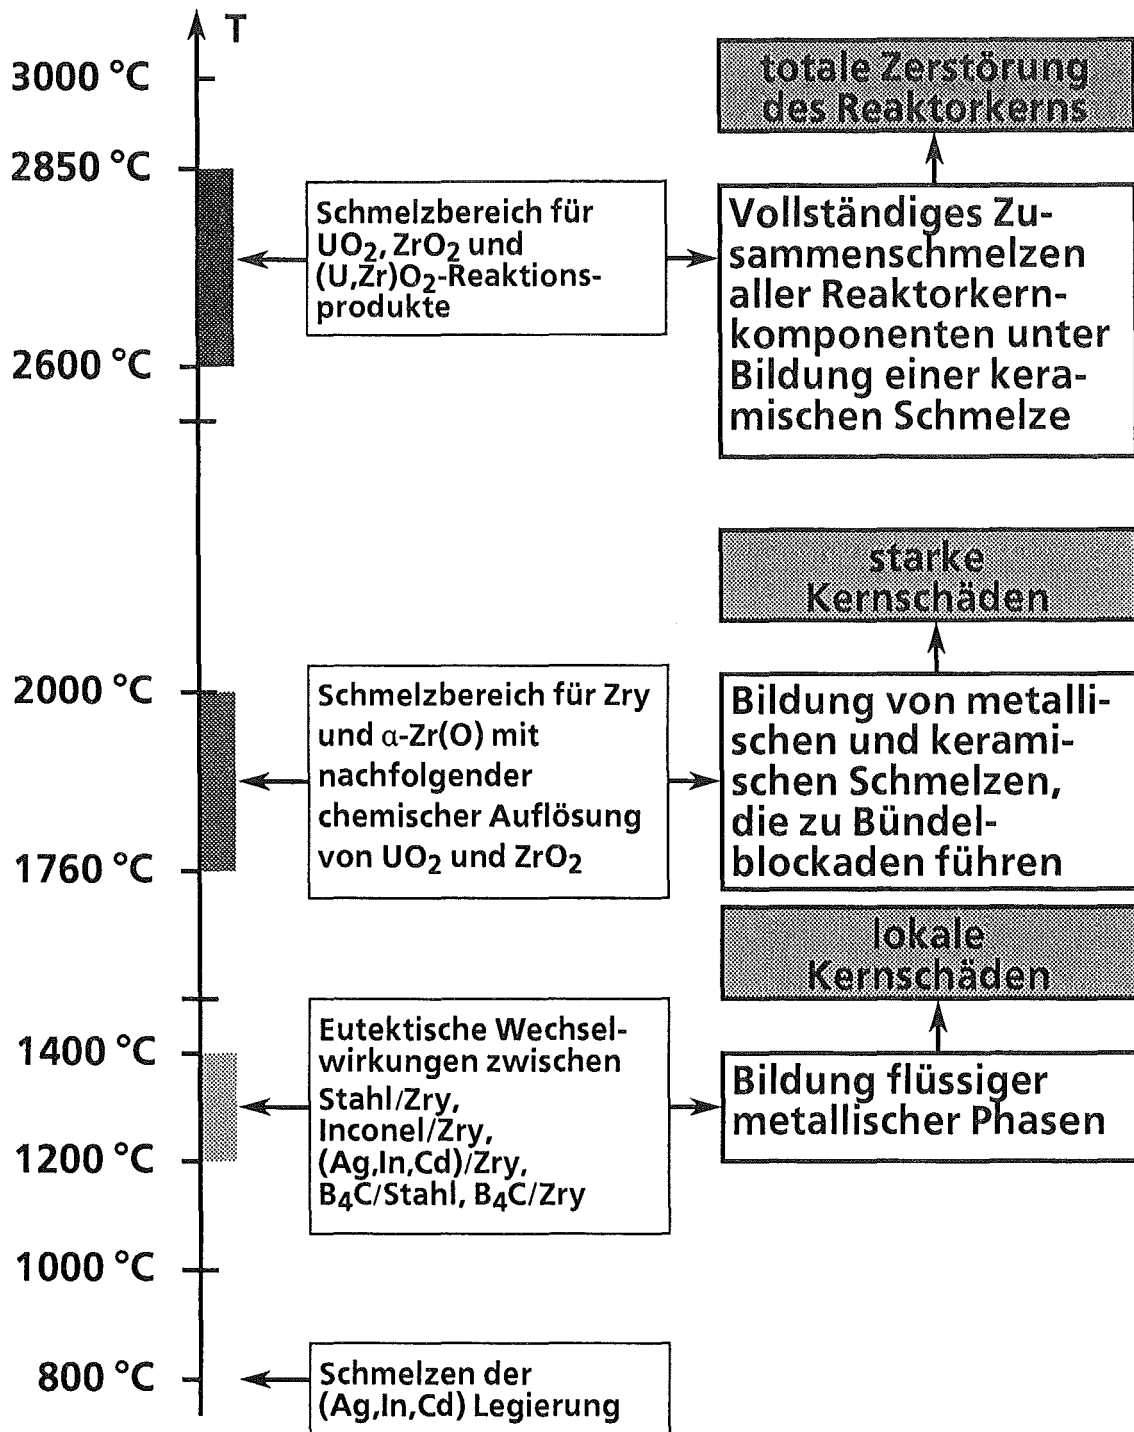 T
3000 °C
2850 °C
2600 °C
2000 °C
1760 °C
1400 °C
1200 °C
1000 °C
800 °C
totale Zerstörung
des Reaktorkerns
Schmelzbereich für
UO₂, ZrO₂ und
(U,Zr)O₂-Reaktions-
produkte
Vollständiges Zu-
sammenschmelzen
aller Reaktorkern-
komponenten unter
Bildung einer kera-
mischen Schmelze
starke
Kernschäden
Schmelzbereich für Zry
und α-Zr(O) mit
nachfolgender
chemischer Auflösung
von UO₂ und ZrO₂
Bildung von metalli-
schen und kerami-
schen Schmelzen,
die zu Bündel-
blockaden führen
lokale
Kernschäden
Eutektische Wechsel-
wirkungen zwischen
Stahl/Zry,
Inconel/Zry,
(Ag,In,Cd)/Zry,
B₄C/Stahl, B₄C/Zry
Bildung flüssiger
metallischer Phasen
Schmelzen der
(Ag,In,Cd) Legierung